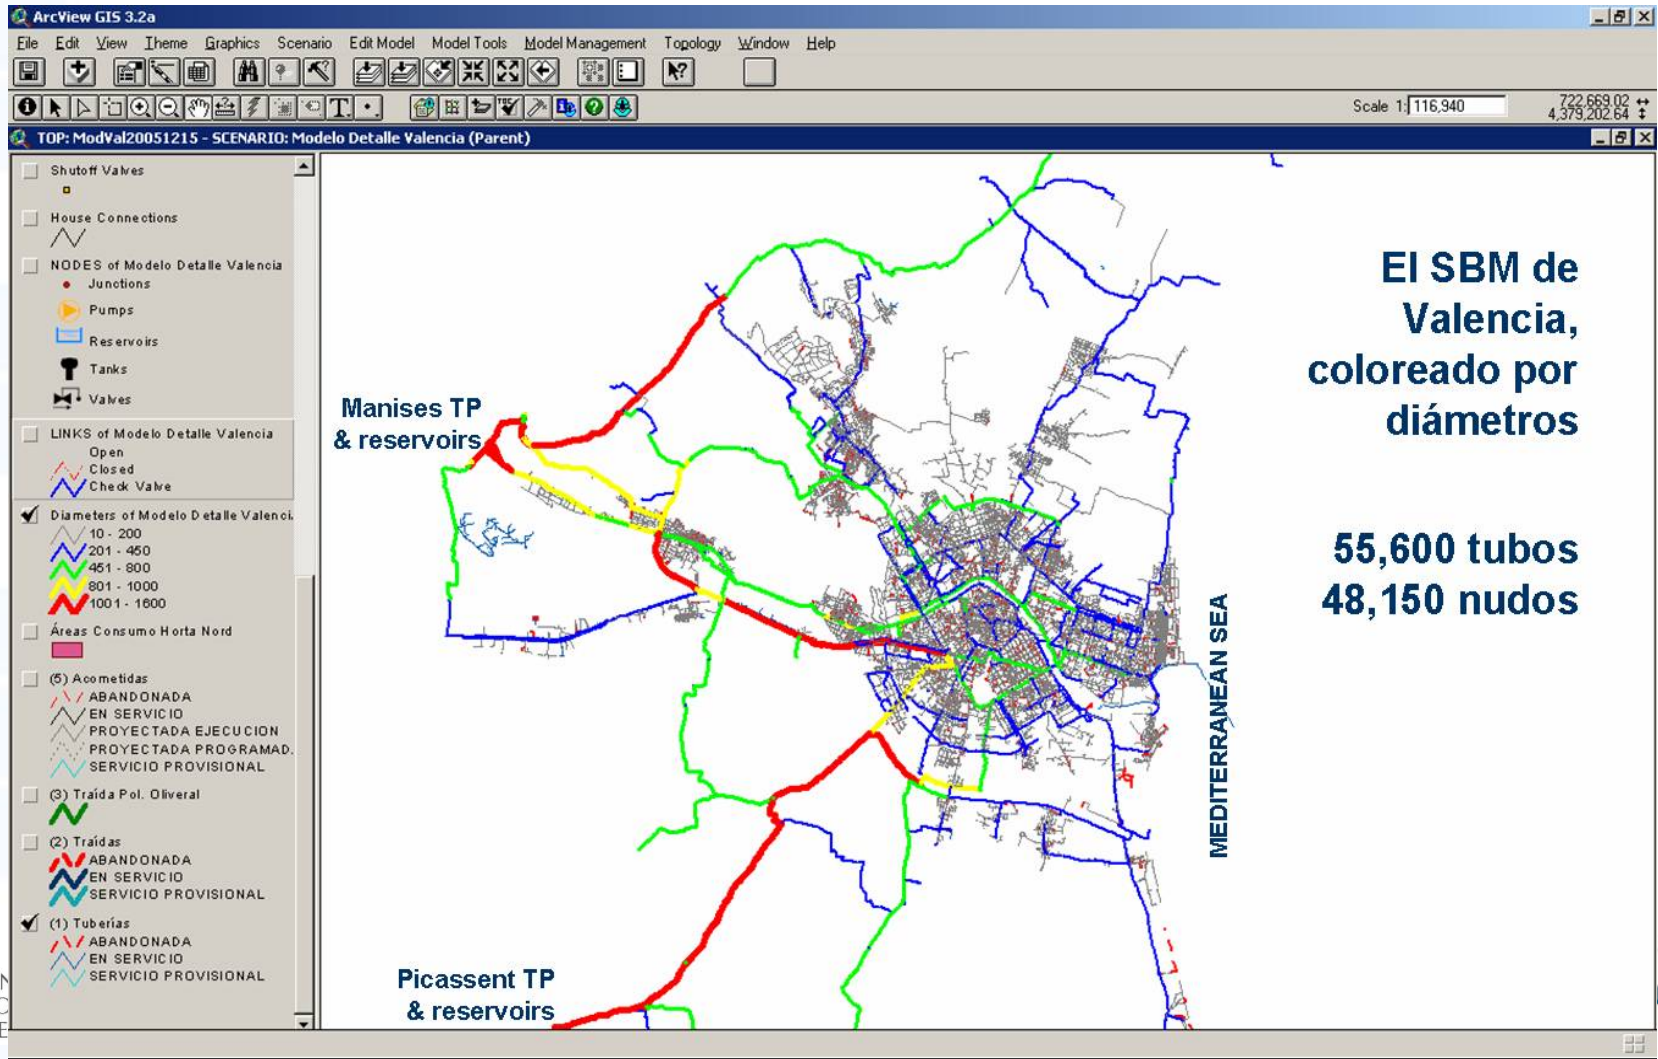 ArcView GIS 3.2a
File Edit View Theme Graphics Scenario Edit Model Model Tools Model Management Topology Window Help
Scale 1: 116,940
722,669.02
4,379,202.64
TOP: ModVal20051215 - SCENARIO: Modelo Detalle Valencia (Parent)
Shutoff Valves
House Connections
NODES of Modelo Detalle Valencia
Junctions
Pumps
Reservoirs
Tanks
Valves
LINKS of Modelo Detalle Valencia
Open
Closed
Check Valve
Diameters of Modelo Detalle Valenci.
10 - 200
201 - 450
451 - 800
801 - 1000
1001 - 1600
Áreas Consumo Horta Nord
(5) Acometidas
ABANDONADA
EN SERVICIO
PROYECTADA EJECUCION
PROYECTADA PROGRAMAD.
SERVICIO PROVISIONAL
(3) Traída Pol. Oliveral
(2) Traídas
ABANDONADA
EN SERVICIO
SERVICIO PROVISIONAL
(1) Tuberías
ABANDONADA
EN SERVICIO
SERVICIO PROVISIONAL
Manises TP
& reservoirs
Picassent TP
& reservoirs
MEDITERRANEAN SEA
El SBM de
Valencia,
coloreado por
diámetros
55,600 tubos
48,150 nudos